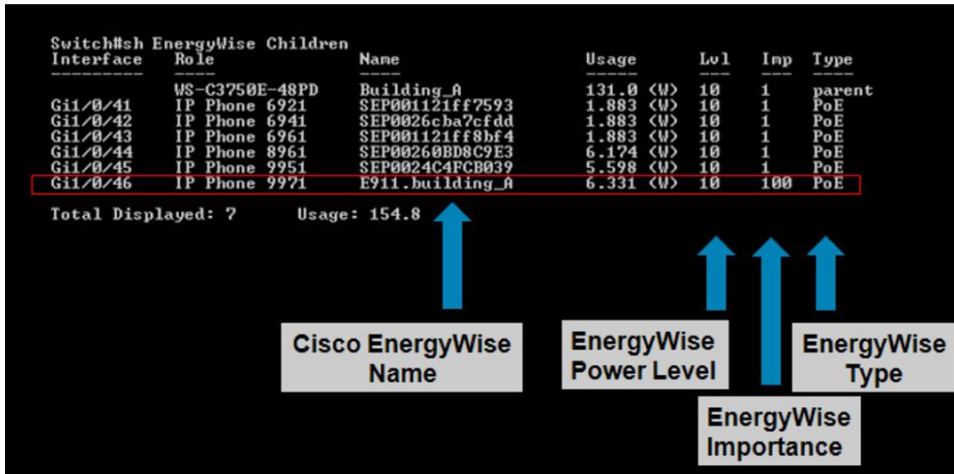 Switch#sh EnergyWise Children
Interface Role Name Usage Lvl Imp Type
WS-C3750E-48PD Building_A 131.0 (W) 10 1 parent
Gi1/0/41 IP Phone 6921 SEP001121ff7593 1.883 (W) 10 1 PoE
Gi1/0/42 IP Phone 6941 SEP0026cba7cfdd 1.883 (W) 10 1 PoE
Gi1/0/43 IP Phone 6961 SEP001121ff8bf4 1.883 (W) 10 1 PoE
Gi1/0/44 IP Phone 8961 SEP00260BD8C9E3 6.174 (W) 10 1 PoE
Gi1/0/45 IP Phone 9951 SEP0024C4FCB039 5.598 (W) 10 1 PoE
Gi1/0/46 IP Phone 9971 E911.building_A 6.331 (W) 10 100 PoE
Total Displayed: 7 Usage: 154.8
Cisco EnergyWise
Name
EnergyWise
Power Level
EnergyWise
Type
EnergyWise
Importance